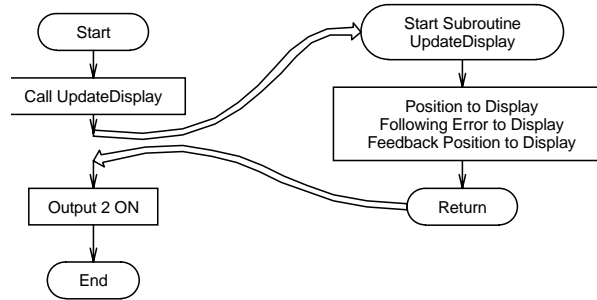 Start
Call UpdateDisplay
Start Subroutine
UpdateDisplay
Position to Display
Following Error to Display
Feedback Position to Display
Return
Output 2 ON
End